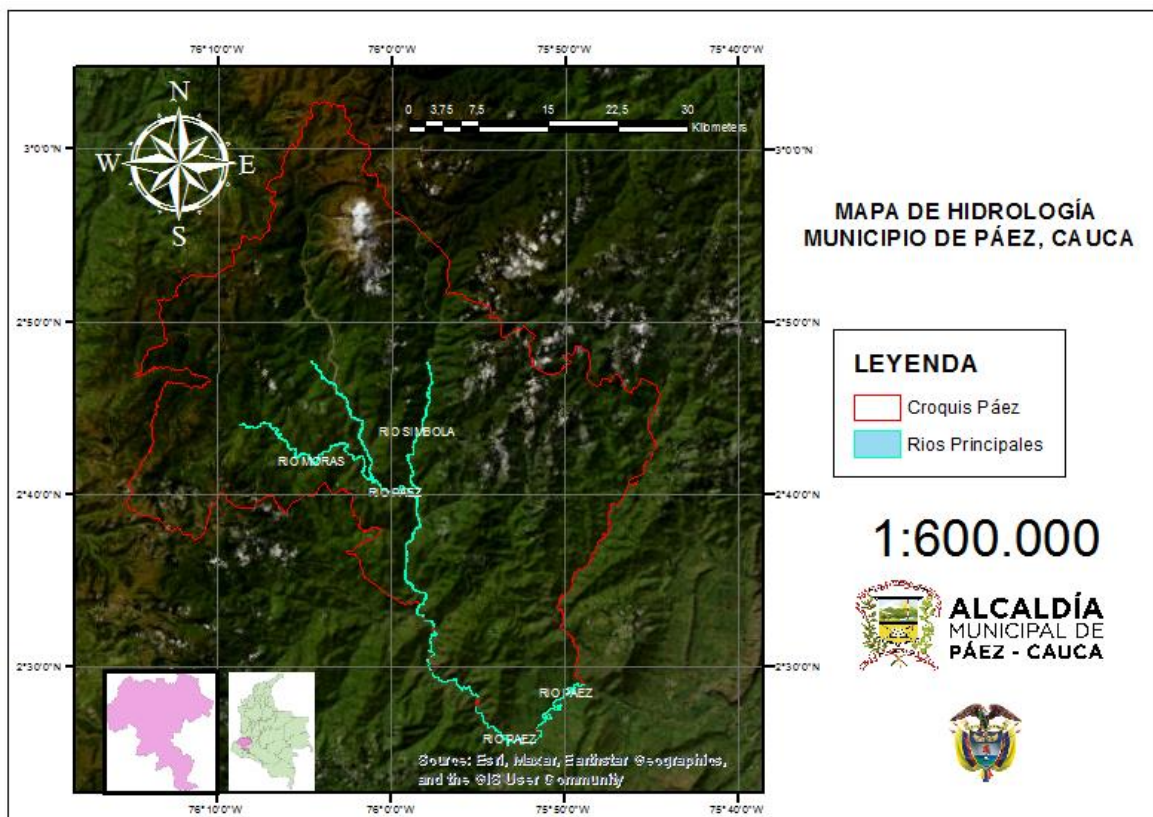 76°10'0"W 76°0'0"W 75°50'0"W 75°40'0"W
N
W E
S
0 3,75 7,5 15 22,5 30
Kilometers
3°0'0"N 3°0'0"N
2°50'0"N 2°50'0"N
RIO SIMBOLA
RIO MORAS
RIO PÁEZ
2°40'0"N 2°40'0"N
2°30'0"N 2°30'0"N
RIO PÁEZ
RIO PÁEZ
Source: Esri, Maxar, Earthstar Geographics,
and the GIS User Community
76°10'0"W 76°0'0"W 75°50'0"W 75°40'0"W
MAPA DE HIDROLOGÍA
MUNICIPIO DE PÁEZ, CAUCA
LEYENDA
Croquis Páez
Rios Principales
1:600.000
ALCALDÍA
MUNICIPAL DE
PÁEZ - CAUCA